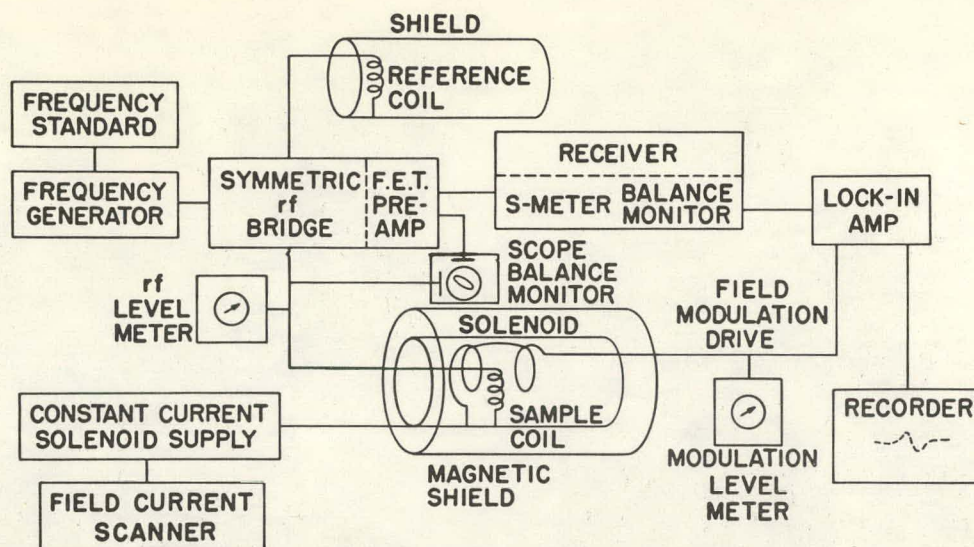 SHIELD
REFERENCE
COIL
FREQUENCY
STANDARD
FREQUENCY
GENERATOR
SYMMETRIC
rf
BRIDGE
F.E.T.
PRE-
AMP
RECEIVER
S-METER
BALANCE
MONITOR
LOCK-IN
AMP
SCOPE
BALANCE
MONITOR
rf
LEVEL
METER
FIELD
MODULATION
DRIVE
SOLENOID
SAMPLE
COIL
CONSTANT CURRENT
SOLENOID SUPPLY
MAGNETIC
SHIELD
MODULATION
LEVEL
METER
RECORDER
FIELD CURRENT
SCANNER